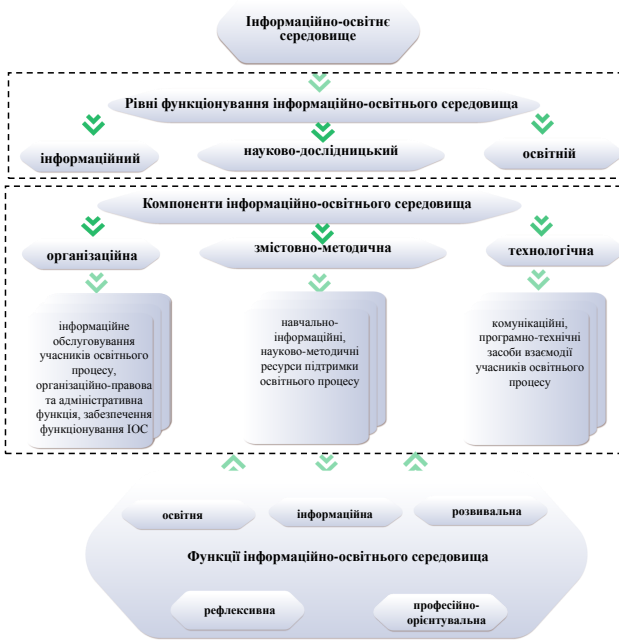 Інформаційно-освітнє
середовище
Рівні функціонування інформаційно-освітнього середовища
інформаційний
науково-дослідницький
освітній
Компоненти інформаційно-освітнього середовища
організаційна
змістовно-методична
технологічна
інформаційне
обслуговування
учасників освітнього
процесу,
організаційно-правова
та адміністративна
функція, забезпечення
функціонування ІОС
навчально-
інформаційні,
науково-методичні
ресурси підтримки
освітнього процесу
комунікаційні,
програмно-технічні
засоби взаємодії
учасників освітнього
процесу
освітня
інформаційна
розвивальна
Функції інформаційно-освітнього середовища
рефлексивна
професійно-
орієнтувальна